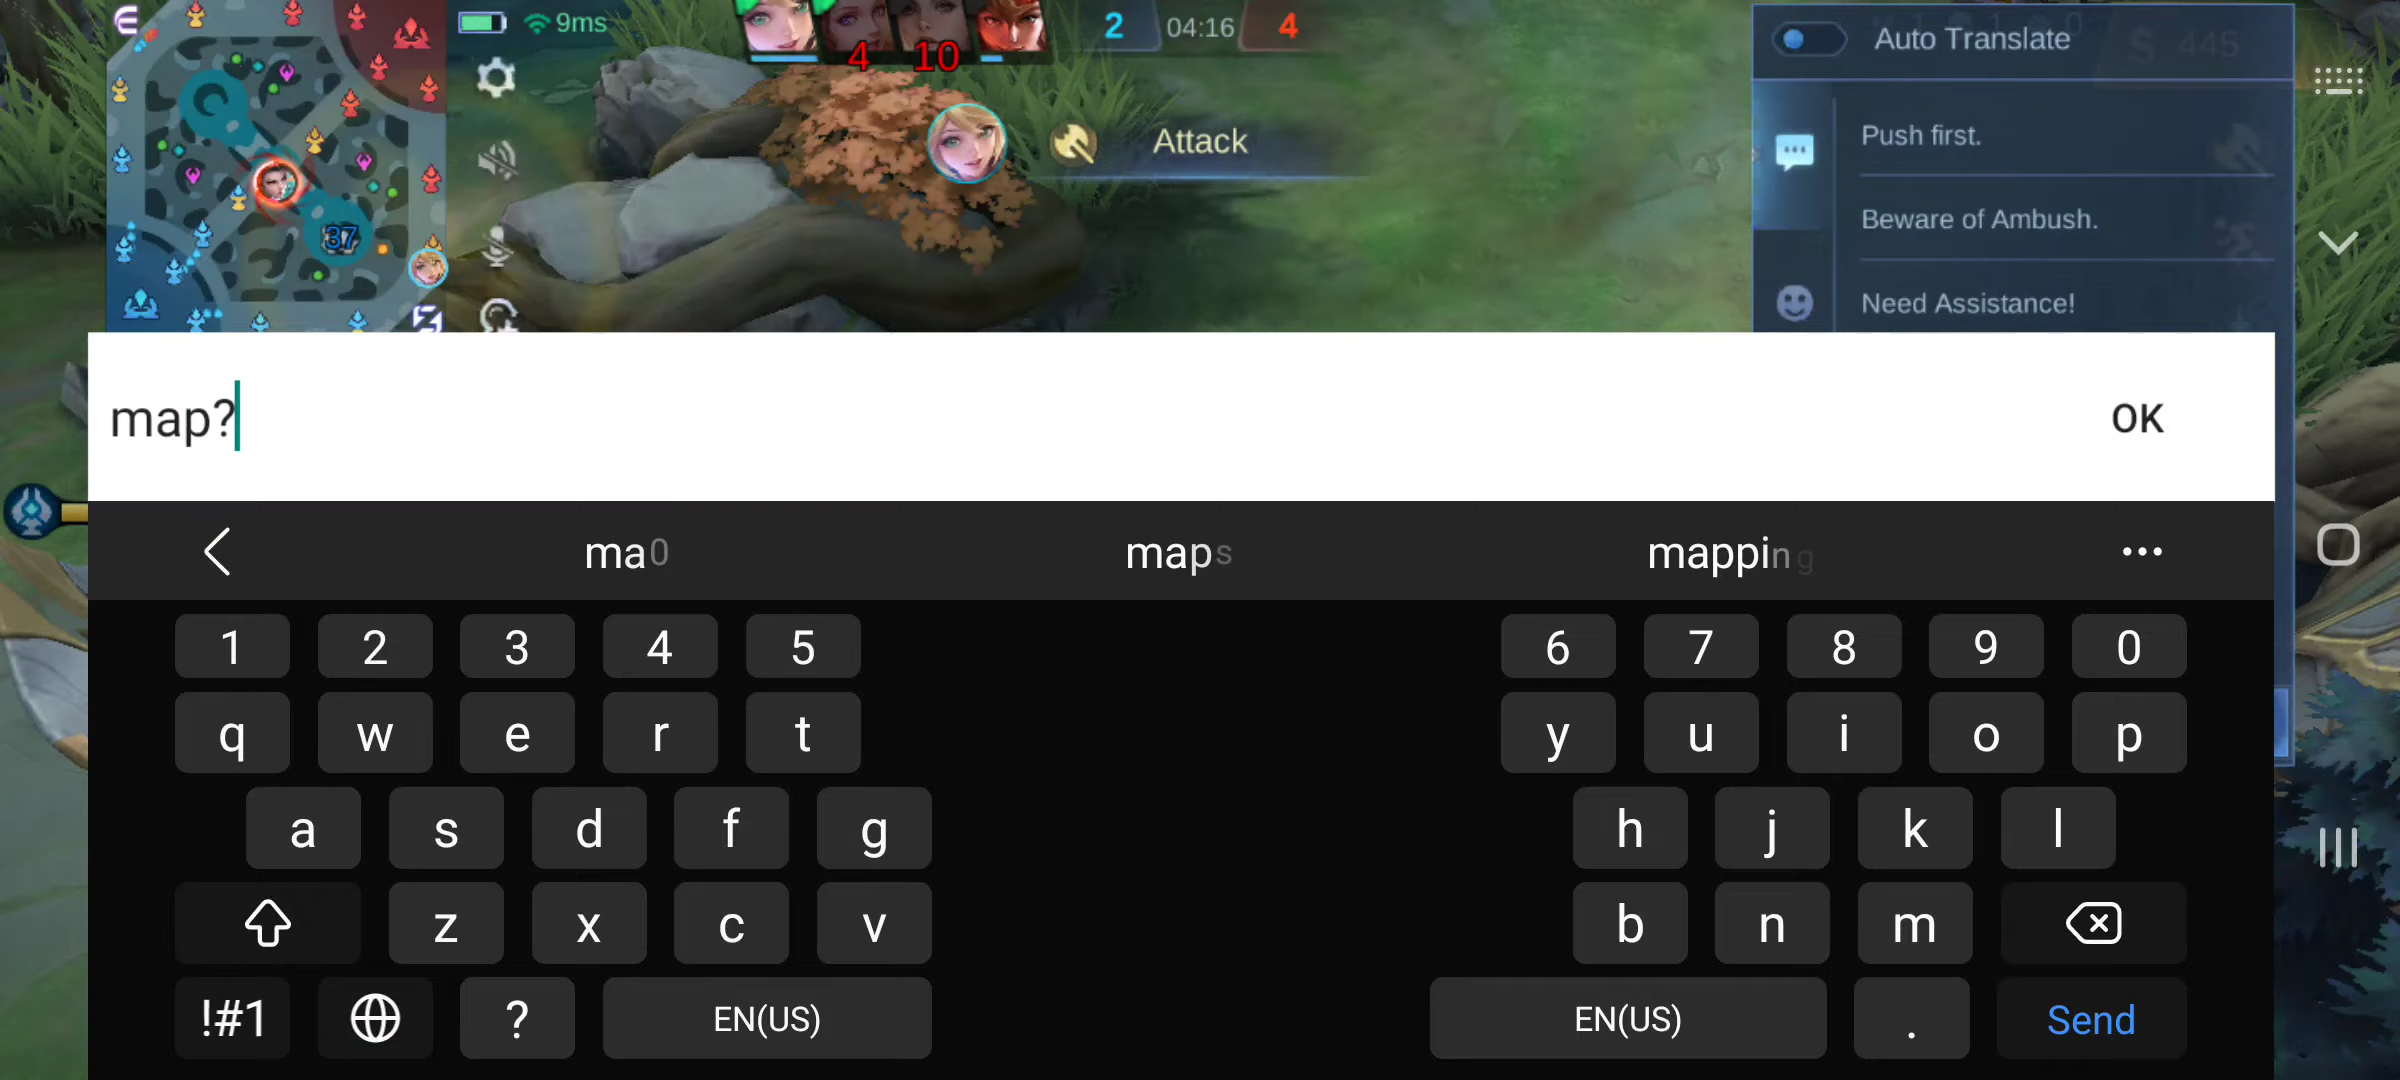 9ms
4
10
2
04:16
4
Auto Translate
445
Attack
Push first.
Beware of Ambush.
Need Assistance!
37
map?
OK
ma0
maps
mapping
1 2 3 4 5 6 7 8 9 0
q w e r t y u i o p
a s d f g h j k l
z x c v b n m
!#1 ? EN(US) EN(US) . Send